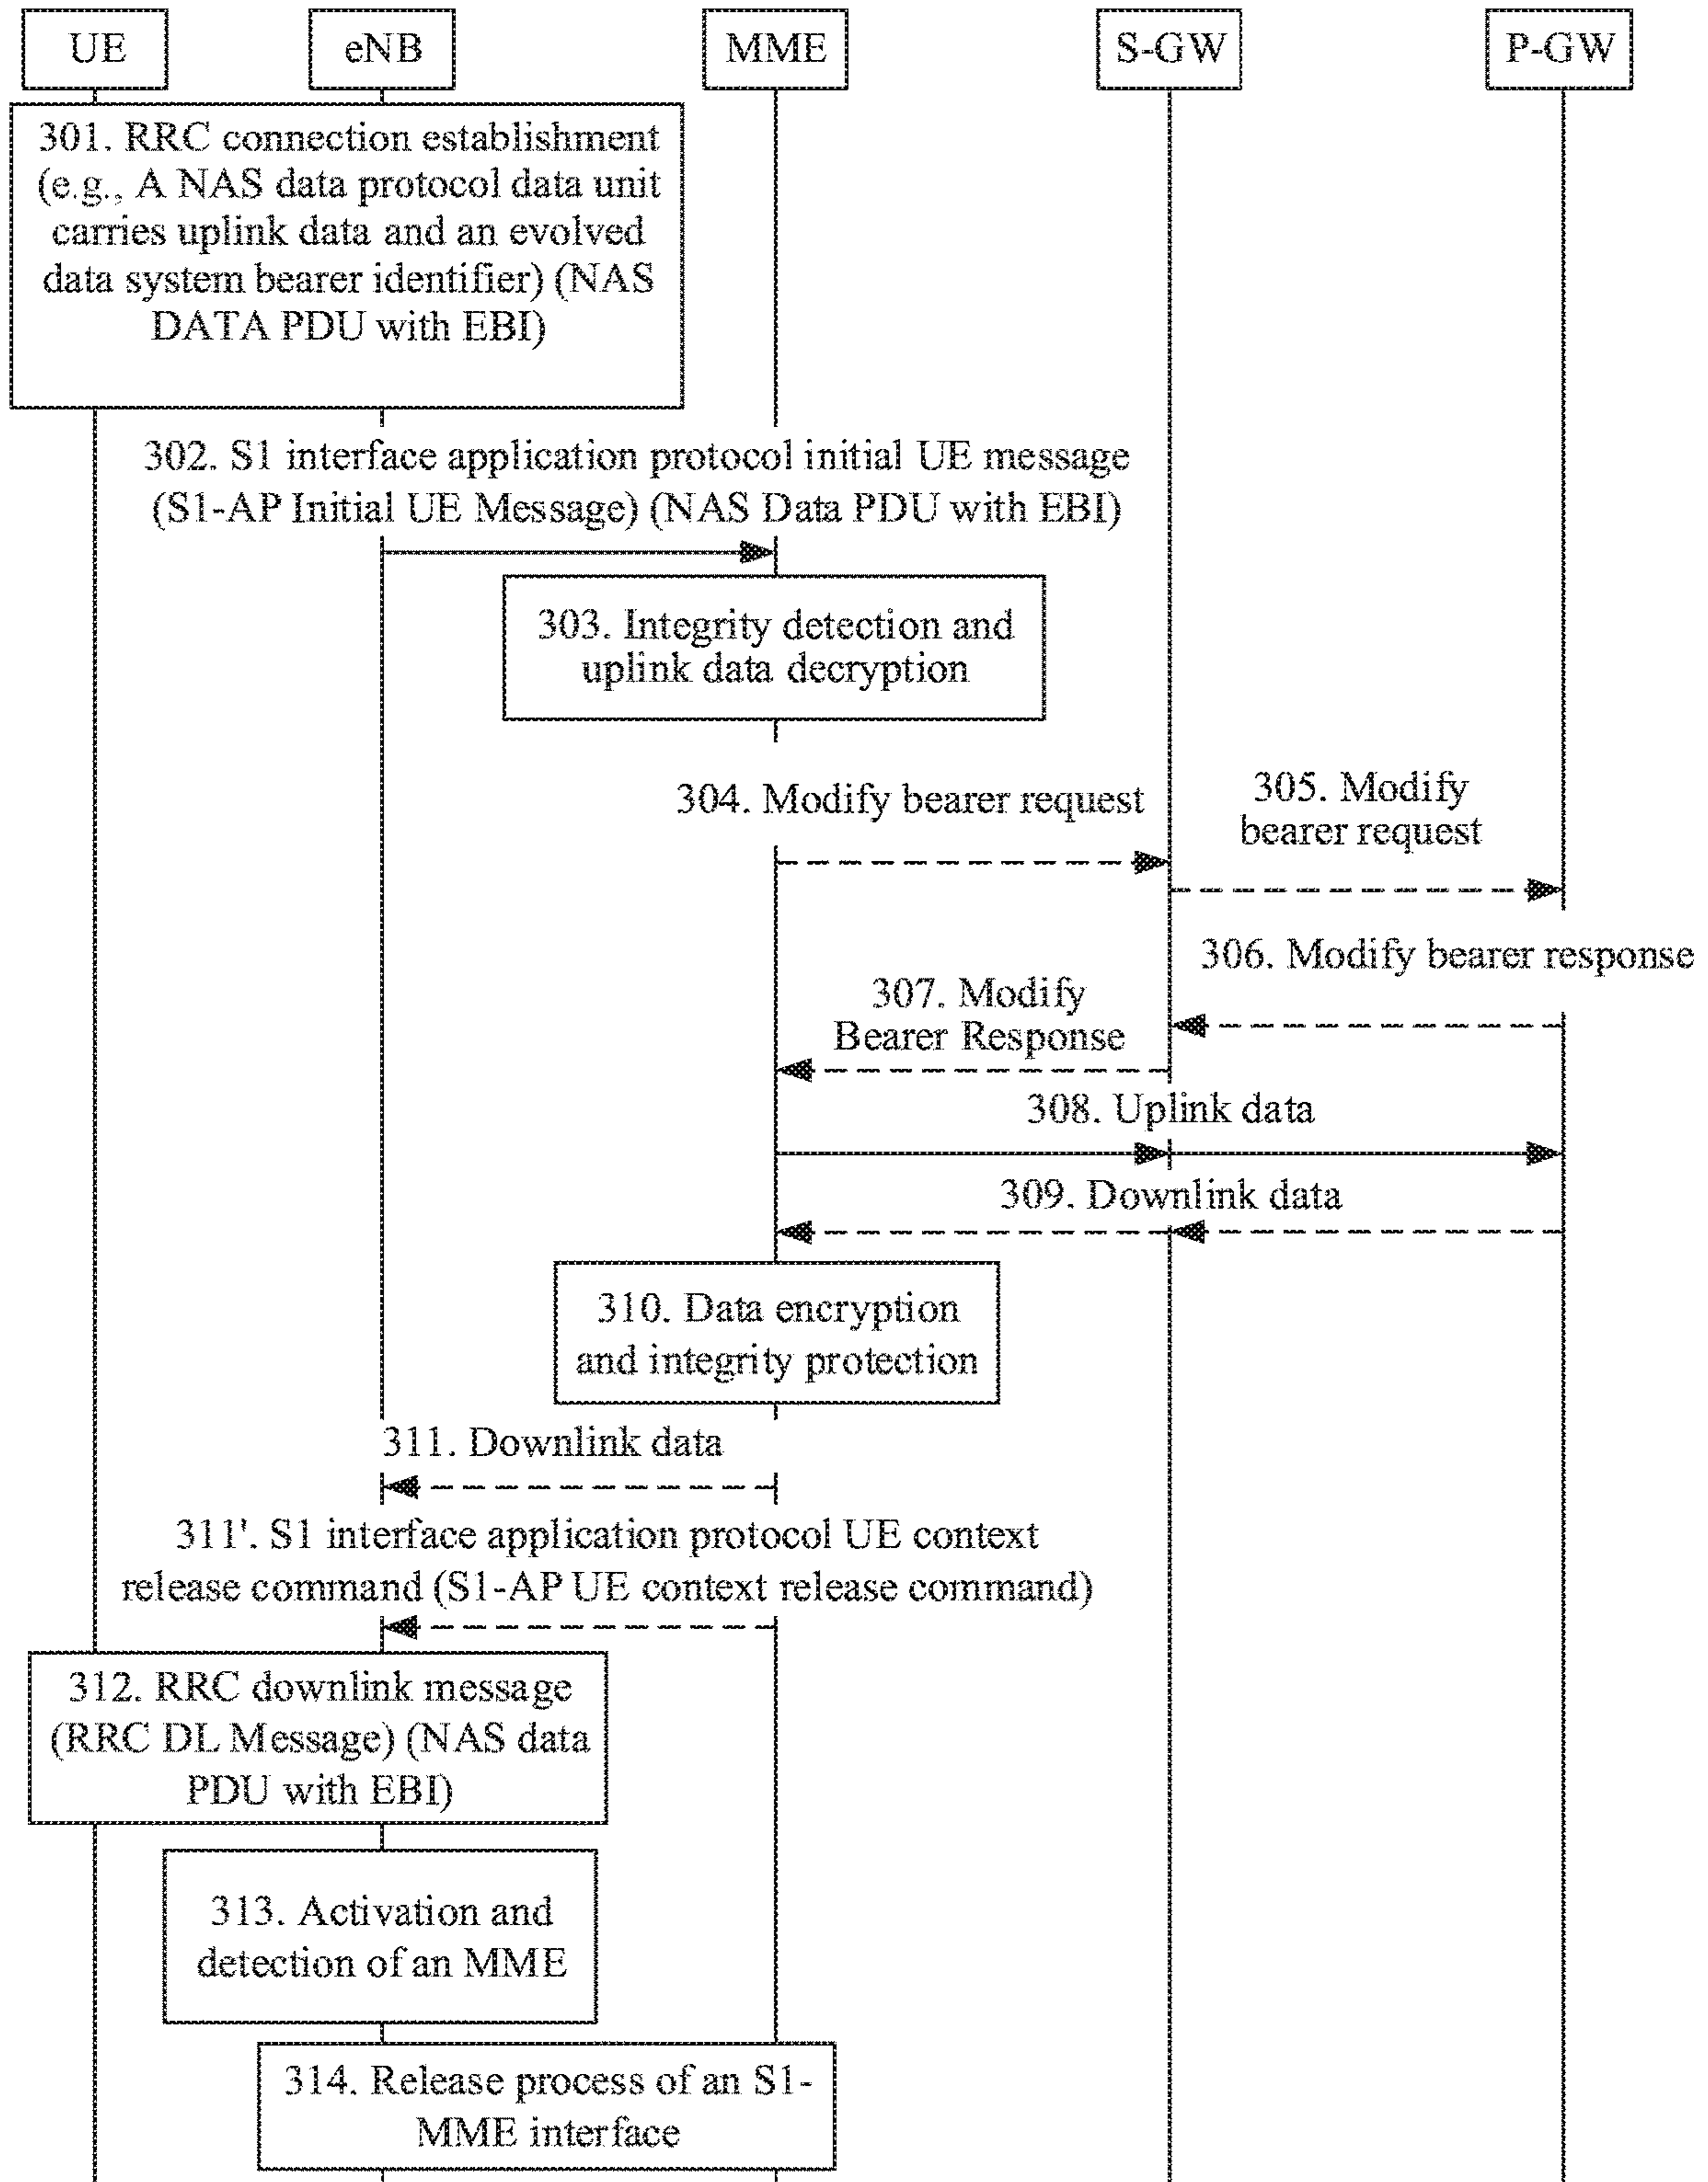 UE
eNB
MME
S-GW
P-GW
301. RRC connection establishment
(e.g., A NAS data protocol data unit
carries uplink data and an evolved
data system bearer identifier) (NAS
DATA PDU with EBI)
302. S1 interface application protocol initial UE message
(S1-AP Initial UE Message) (NAS Data PDU with EBI)
303. Integrity detection and
uplink data decryption
304. Modify bearer request
305. Modify
bearer request
306. Modify bearer response
307. Modify
Bearer Response
308. Uplink data
309. Downlink data
310. Data encryption
and integrity protection
311. Downlink data
311'. S1 interface application protocol UE context
release command (S1-AP UE context release command)
312. RRC downlink message
(RRC DL Message) (NAS data
PDU with EBI)
313. Activation and
detection of an MME
314. Release process of an S1-
MME interface